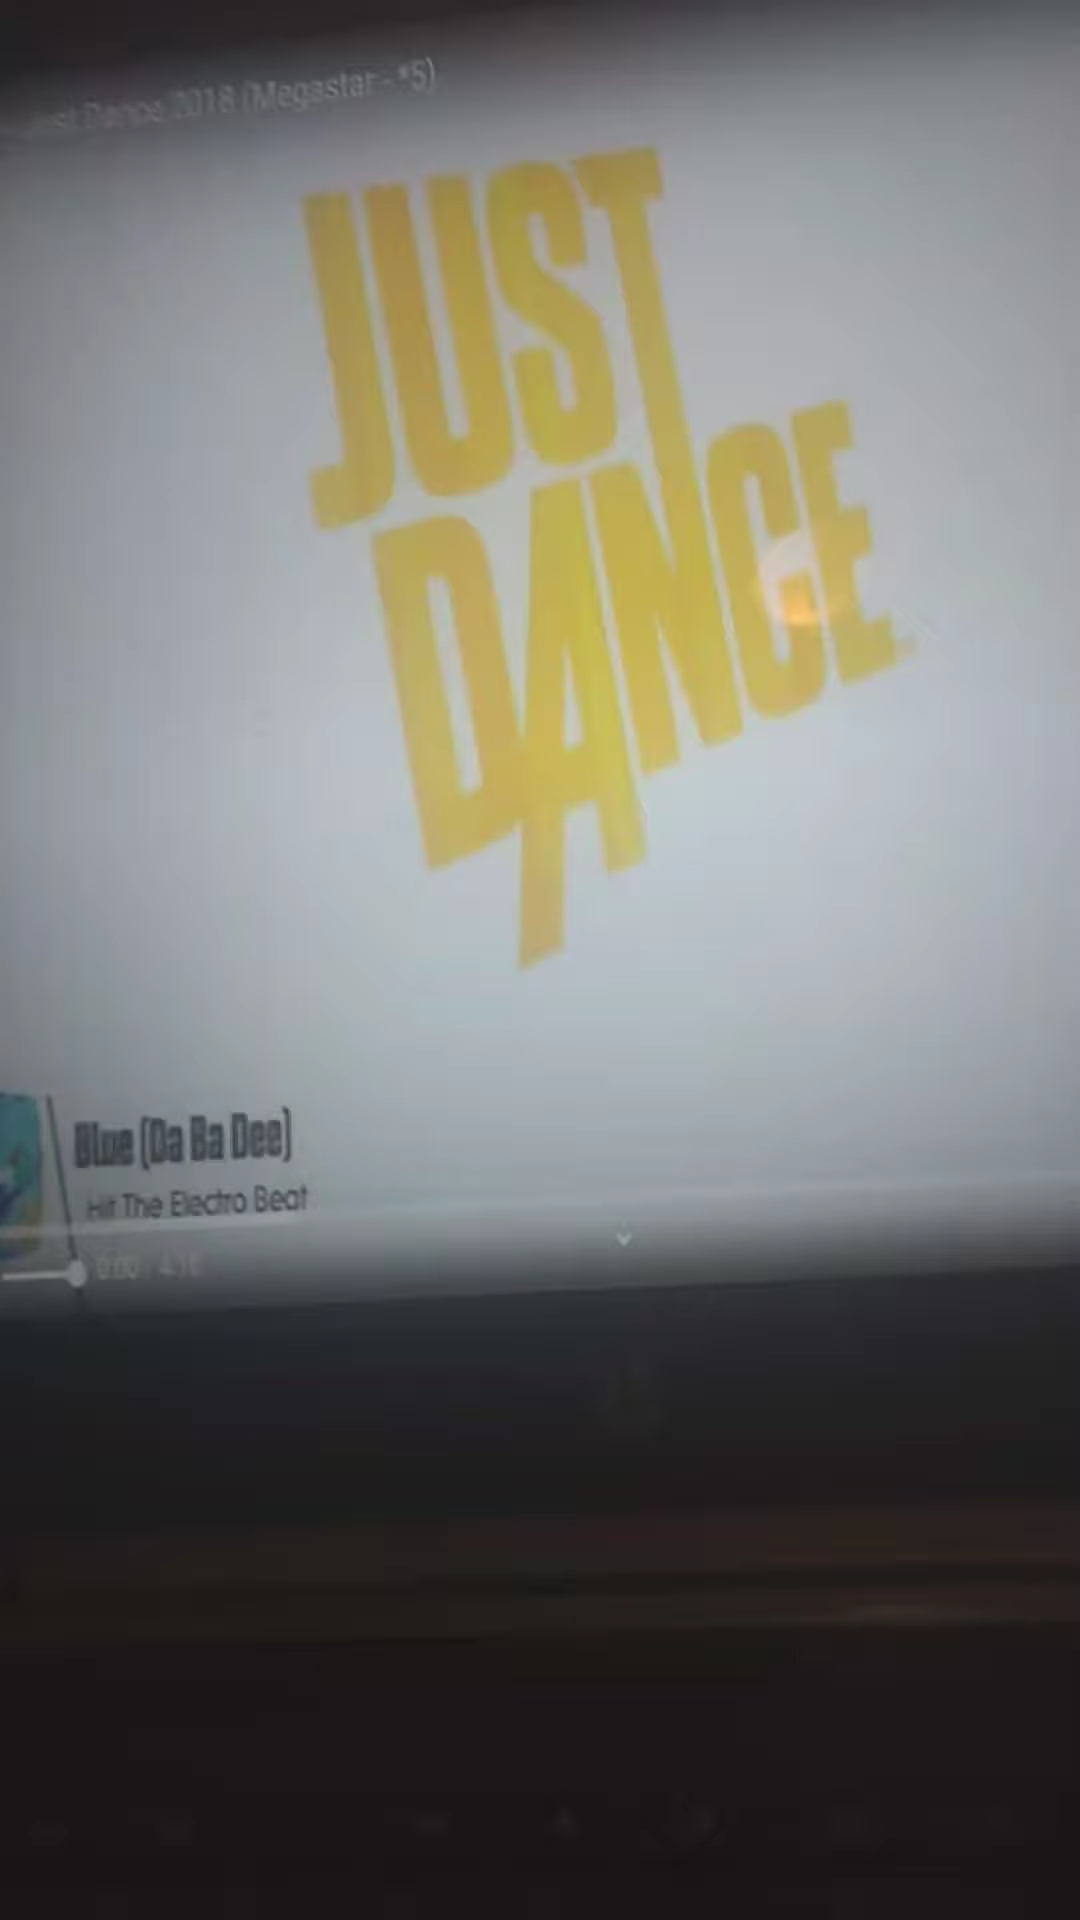 Just Dance 2018 (Megastar - *5)
JUST
DANCE
Blue (Da Ba Dee)
Hit The Electro Beat